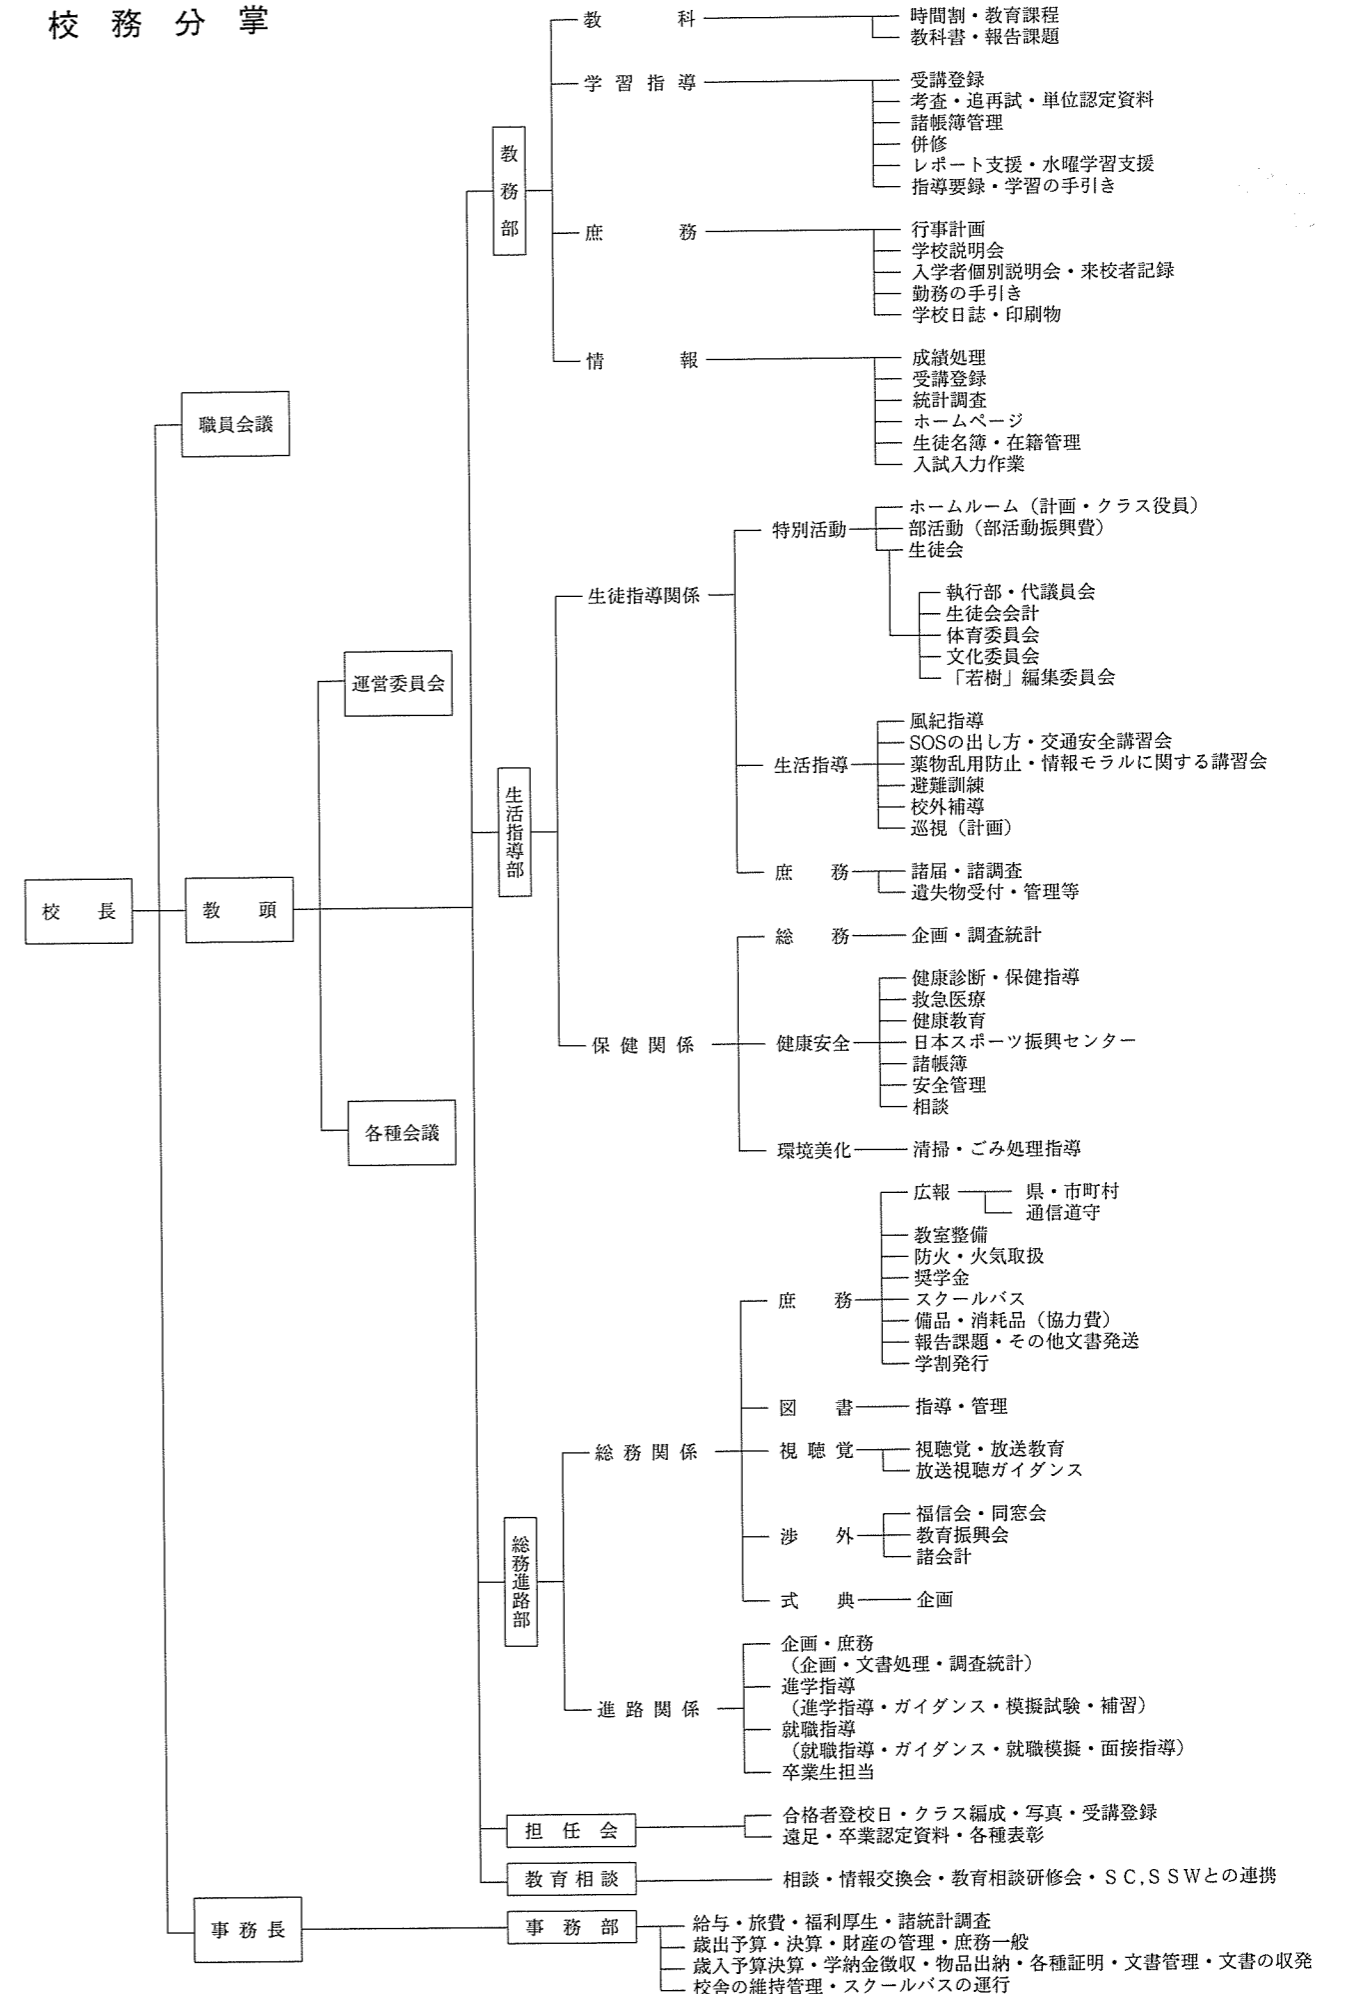 校務分掌
教科
時間割・教育課程
教科書・報告課題
学習指導
受講登録
考査・追再試・単位認定資料
諸帳簿管理
併修
レポート支援・水曜学習支援
指導要録・学習の手引き
教務部
庶務
行事計画
学校説明会
入学者個別説明会・来校者記録
勤務の手引き
学校日誌・印刷物
情報
成績処理
受講登録
統計調査
ホームページ
生徒名簿・在籍管理
入試入力作業
職員会議
特別活動
ホームルーム（計画・クラス役員）
部活動（部活動振興費）
生徒会
執行部・代議員会
生徒会会計
体育委員会
文化委員会
「若樹」編集委員会
生徒指導関係
運営委員会
生活指導
風紀指導
SOSの出し方・交通安全講習会
薬物乱用防止・情報モラルに関する講習会
避難訓練
校外補導
巡視（計画）
生活指導部
庶務
諸届・諸調査
遺失物受付・管理等
校長
教頭
総務
企画・調査統計
保健関係
健康安全
健康診断・保健指導
救急医療
健康教育
日本スポーツ振興センター
諸帳簿
安全管理
相談
各種会議
環境美化
清掃・ごみ処理指導
広報
県・市町村
通信道守
教室整備
防火・火気取扱
奨学金
庶務
スクールバス
備品・消耗品（協力費）
報告課題・その他文書発送
学割発行
図書
指導・管理
総務関係
視聴覚
視聴覚・放送教育
放送視聴ガイダンス
渉外
福信会・同窓会
教育振興会
諸会計
総務進路部
式典
企画
進路関係
企画・庶務
（企画・文書処理・調査統計）
進学指導
（進学指導・ガイダンス・模擬試験・補習）
就職指導
（就職指導・ガイダンス・就職模擬・面接指導）
卒業生担当
担任会
合格者登校日・クラス編成・写真・受講登録
遠足・卒業認定資料・各種表彰
教育相談
相談・情報交換会・教育相談研修会・ＳＣ,ＳＳＷとの連携
事務長
事務部
給与・旅費・福利厚生・諸統計調査
歳出予算・決算・財産の管理・庶務一般
歳入予算決算・学納金徴収・物品出納・各種証明・文書管理・文書の収発
校舎の維持管理・スクールバスの運行